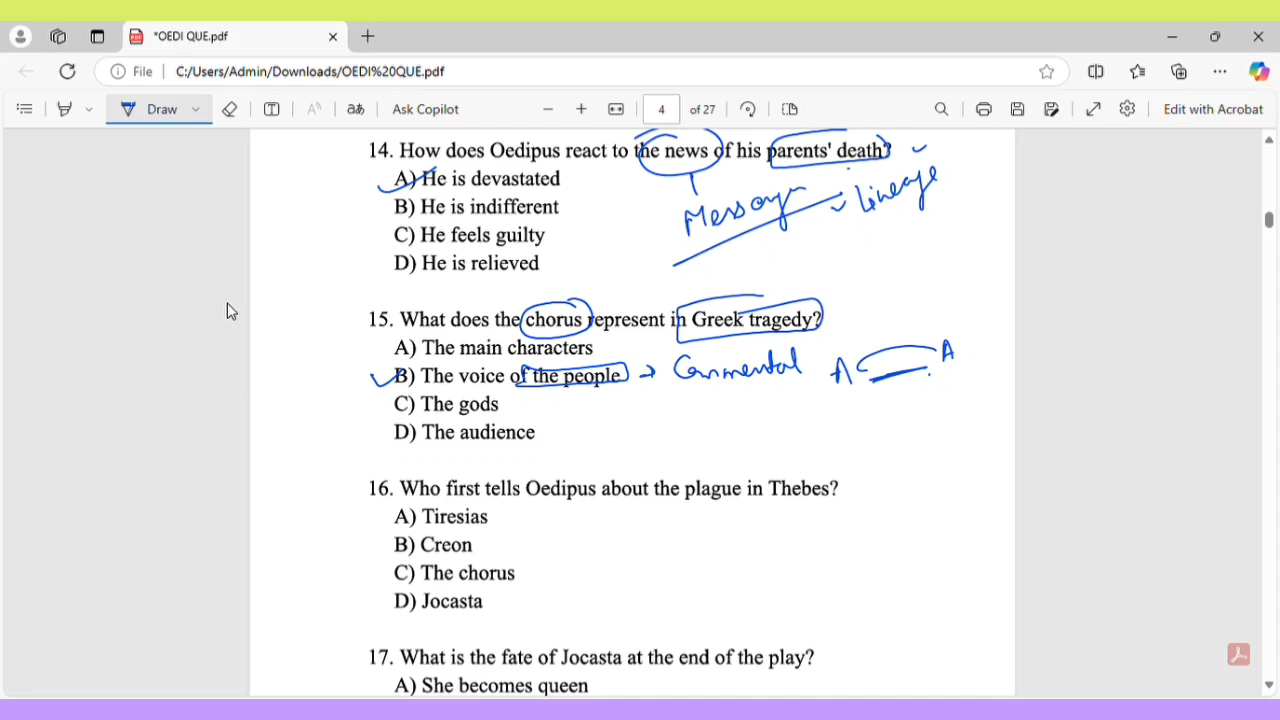 *OEDI QUE.pdf
File C:/Users/Admin/Downloads/OEDI%20QUE.pdf
Draw Ask Copilot 4 of 27 Edit with Acrobat
14. How does Oedipus react to the news of his parents' death?
A) He is devastated
B) He is indifferent
C) He feels guilty
D) He is relieved
lineage
15. What does the chorus represent in Greek tragedy?
A) The main characters
B) The voice of the people
A A
C) The gods
D) The audience
16. Who first tells Oedipus about the plague in Thebes?
A) Tiresias
B) Creon
C) The chorus
D) Jocasta
17. What is the fate of Jocasta at the end of the play?
A) She becomes queen